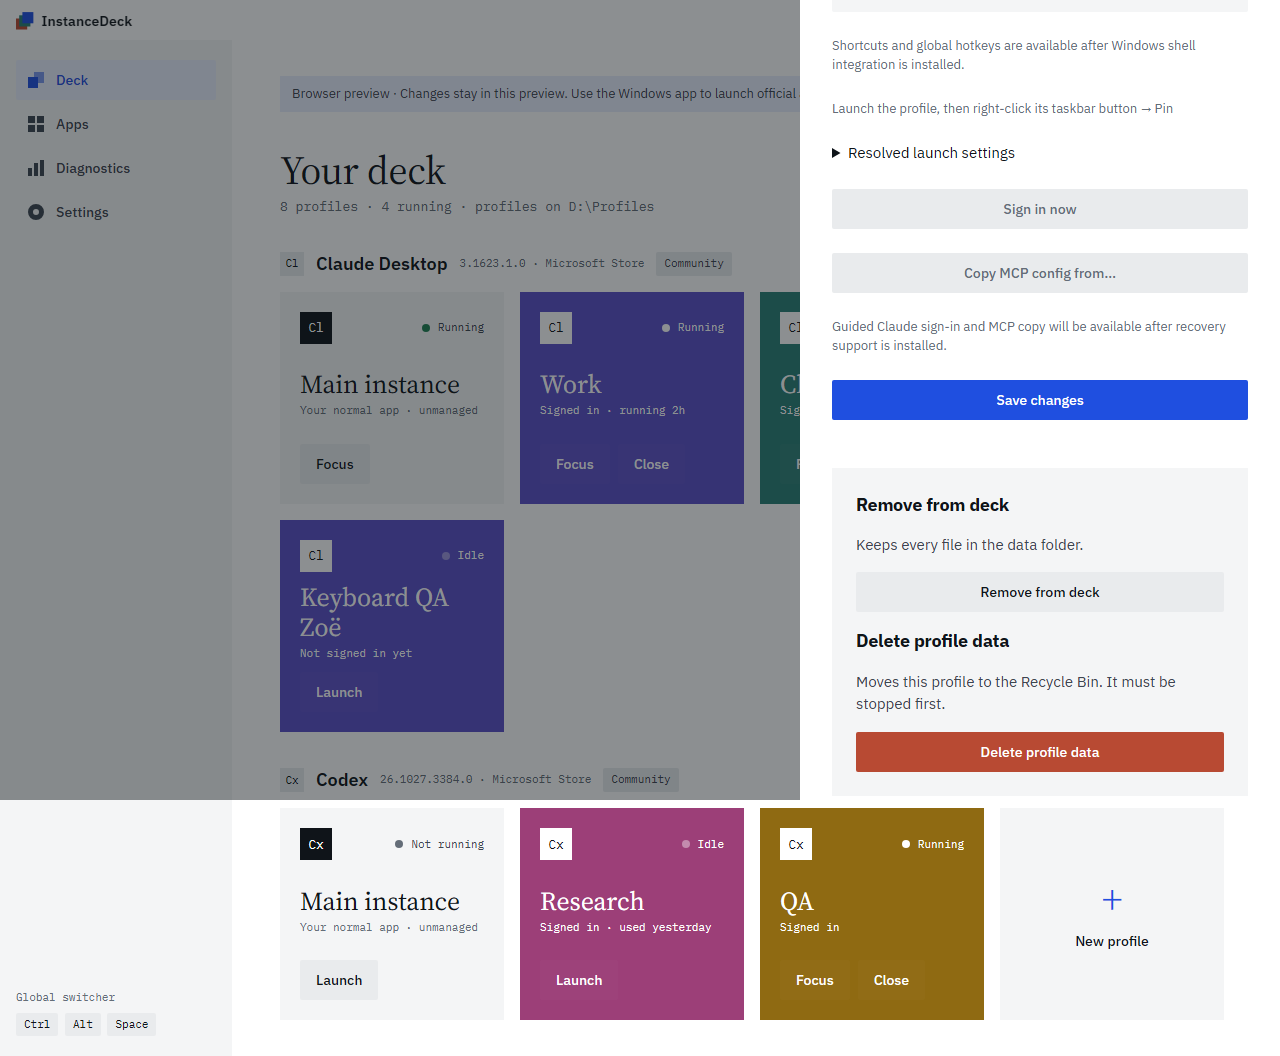 InstanceDeck
Deck
Apps
Diagnostics
Settings
Browser preview · Changes stay in this preview. Use the Windows app to launch official
Your deck
8 profiles · 4 running · profiles on D:\Profiles
Cl Claude Desktop 3.1623.1.0 · Microsoft Store Community
Cl Running
Main instance
Your normal app · unmanaged
Focus
Cl Running
Work
Signed in · running 2h
Focus Close
Cl Idle
Keyboard QA
Zoë
Not signed in yet
Launch
Cx Codex 26.1027.3384.0 · Microsoft Store Community
Cx Not running
Main instance
Your normal app · unmanaged
Launch
Cx Idle
Research
Signed in · used yesterday
Launch
Cx Running
QA
Signed in
Focus Close
+
New profile
Global switcher
Ctrl Alt Space
Shortcuts and global hotkeys are available after Windows shell
integration is installed.
Launch the profile, then right-click its taskbar button → Pin
▶ Resolved launch settings
Sign in now
Copy MCP config from...
Guided Claude sign-in and MCP copy will be available after recovery
support is installed.
Save changes
Remove from deck
Keeps every file in the data folder.
Remove from deck
Delete profile data
Moves this profile to the Recycle Bin. It must be
stopped first.
Delete profile data